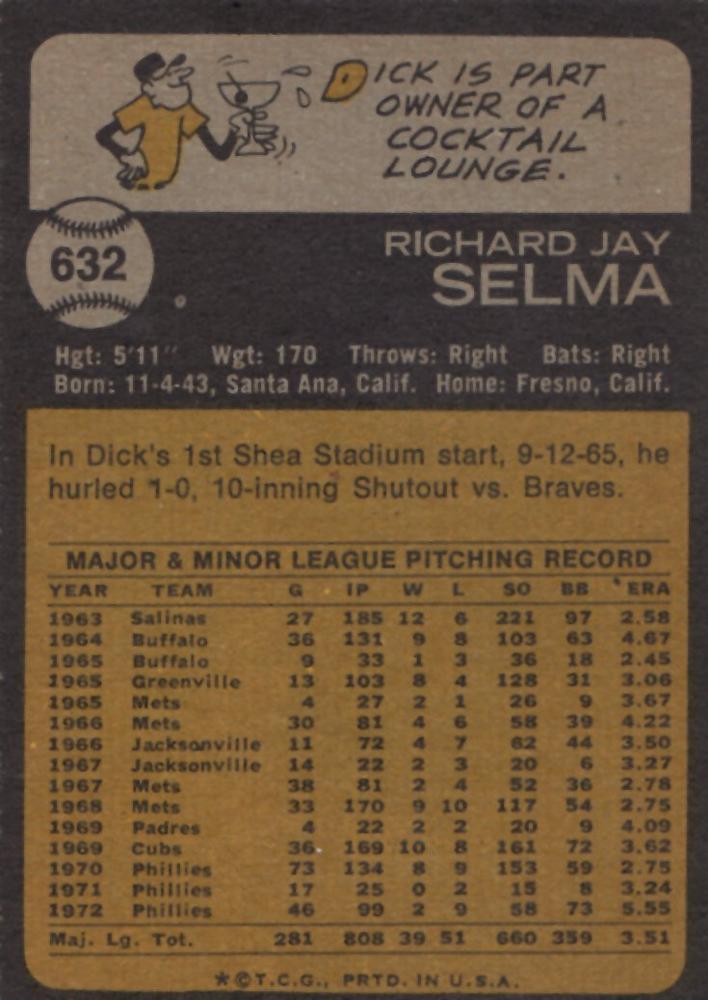 DICK IS PART
OWNER OF A
COCKTAIL
LOUNGE.
632
RICHARD JAY
SELMA
Hgt: 5'11" Wgt: 170 Throws: Right Bats: Right
Born: 11-4-43, Santa Ana, Calif. Home: Fresno, Calif.
In Dick's 1st Shea Stadium start, 9-12-65, he
hurled 1-0, 10-inning Shutout vs. Braves.
MAJOR & MINOR LEAGUE PITCHING RECORD
YEAR TEAM G IP W L SO BB ERA
1963 Salinas 27 185 12 6 221 97 2.58
1964 Buffalo 36 131 9 8 103 63 4.67
1965 Buffalo 9 33 1 3 36 18 2.45
1965 Greenville 13 103 8 4 128 31 3.06
1965 Mets 4 27 2 1 26 9 3.67
1966 Mets 30 81 4 6 58 39 4.22
1966 Jacksonville 11 72 4 7 62 44 3.50
1967 Jacksonville 14 22 2 3 20 6 3.27
1967 Mets 38 81 2 4 52 36 2.78
1968 Mets 33 170 9 10 117 54 2.75
1969 Padres 4 22 2 2 20 9 4.09
1969 Cubs 36 169 10 8 161 72 3.62
1970 Phillies 73 134 8 9 153 59 2.75
1971 Phillies 17 25 0 2 15 8 3.24
1972 Phillies 46 99 2 9 58 73 5.55
Maj. Lg. Tot. 281 808 39 51 660 359 3.51
*©T.C.G., PRTD. IN U.S.A.